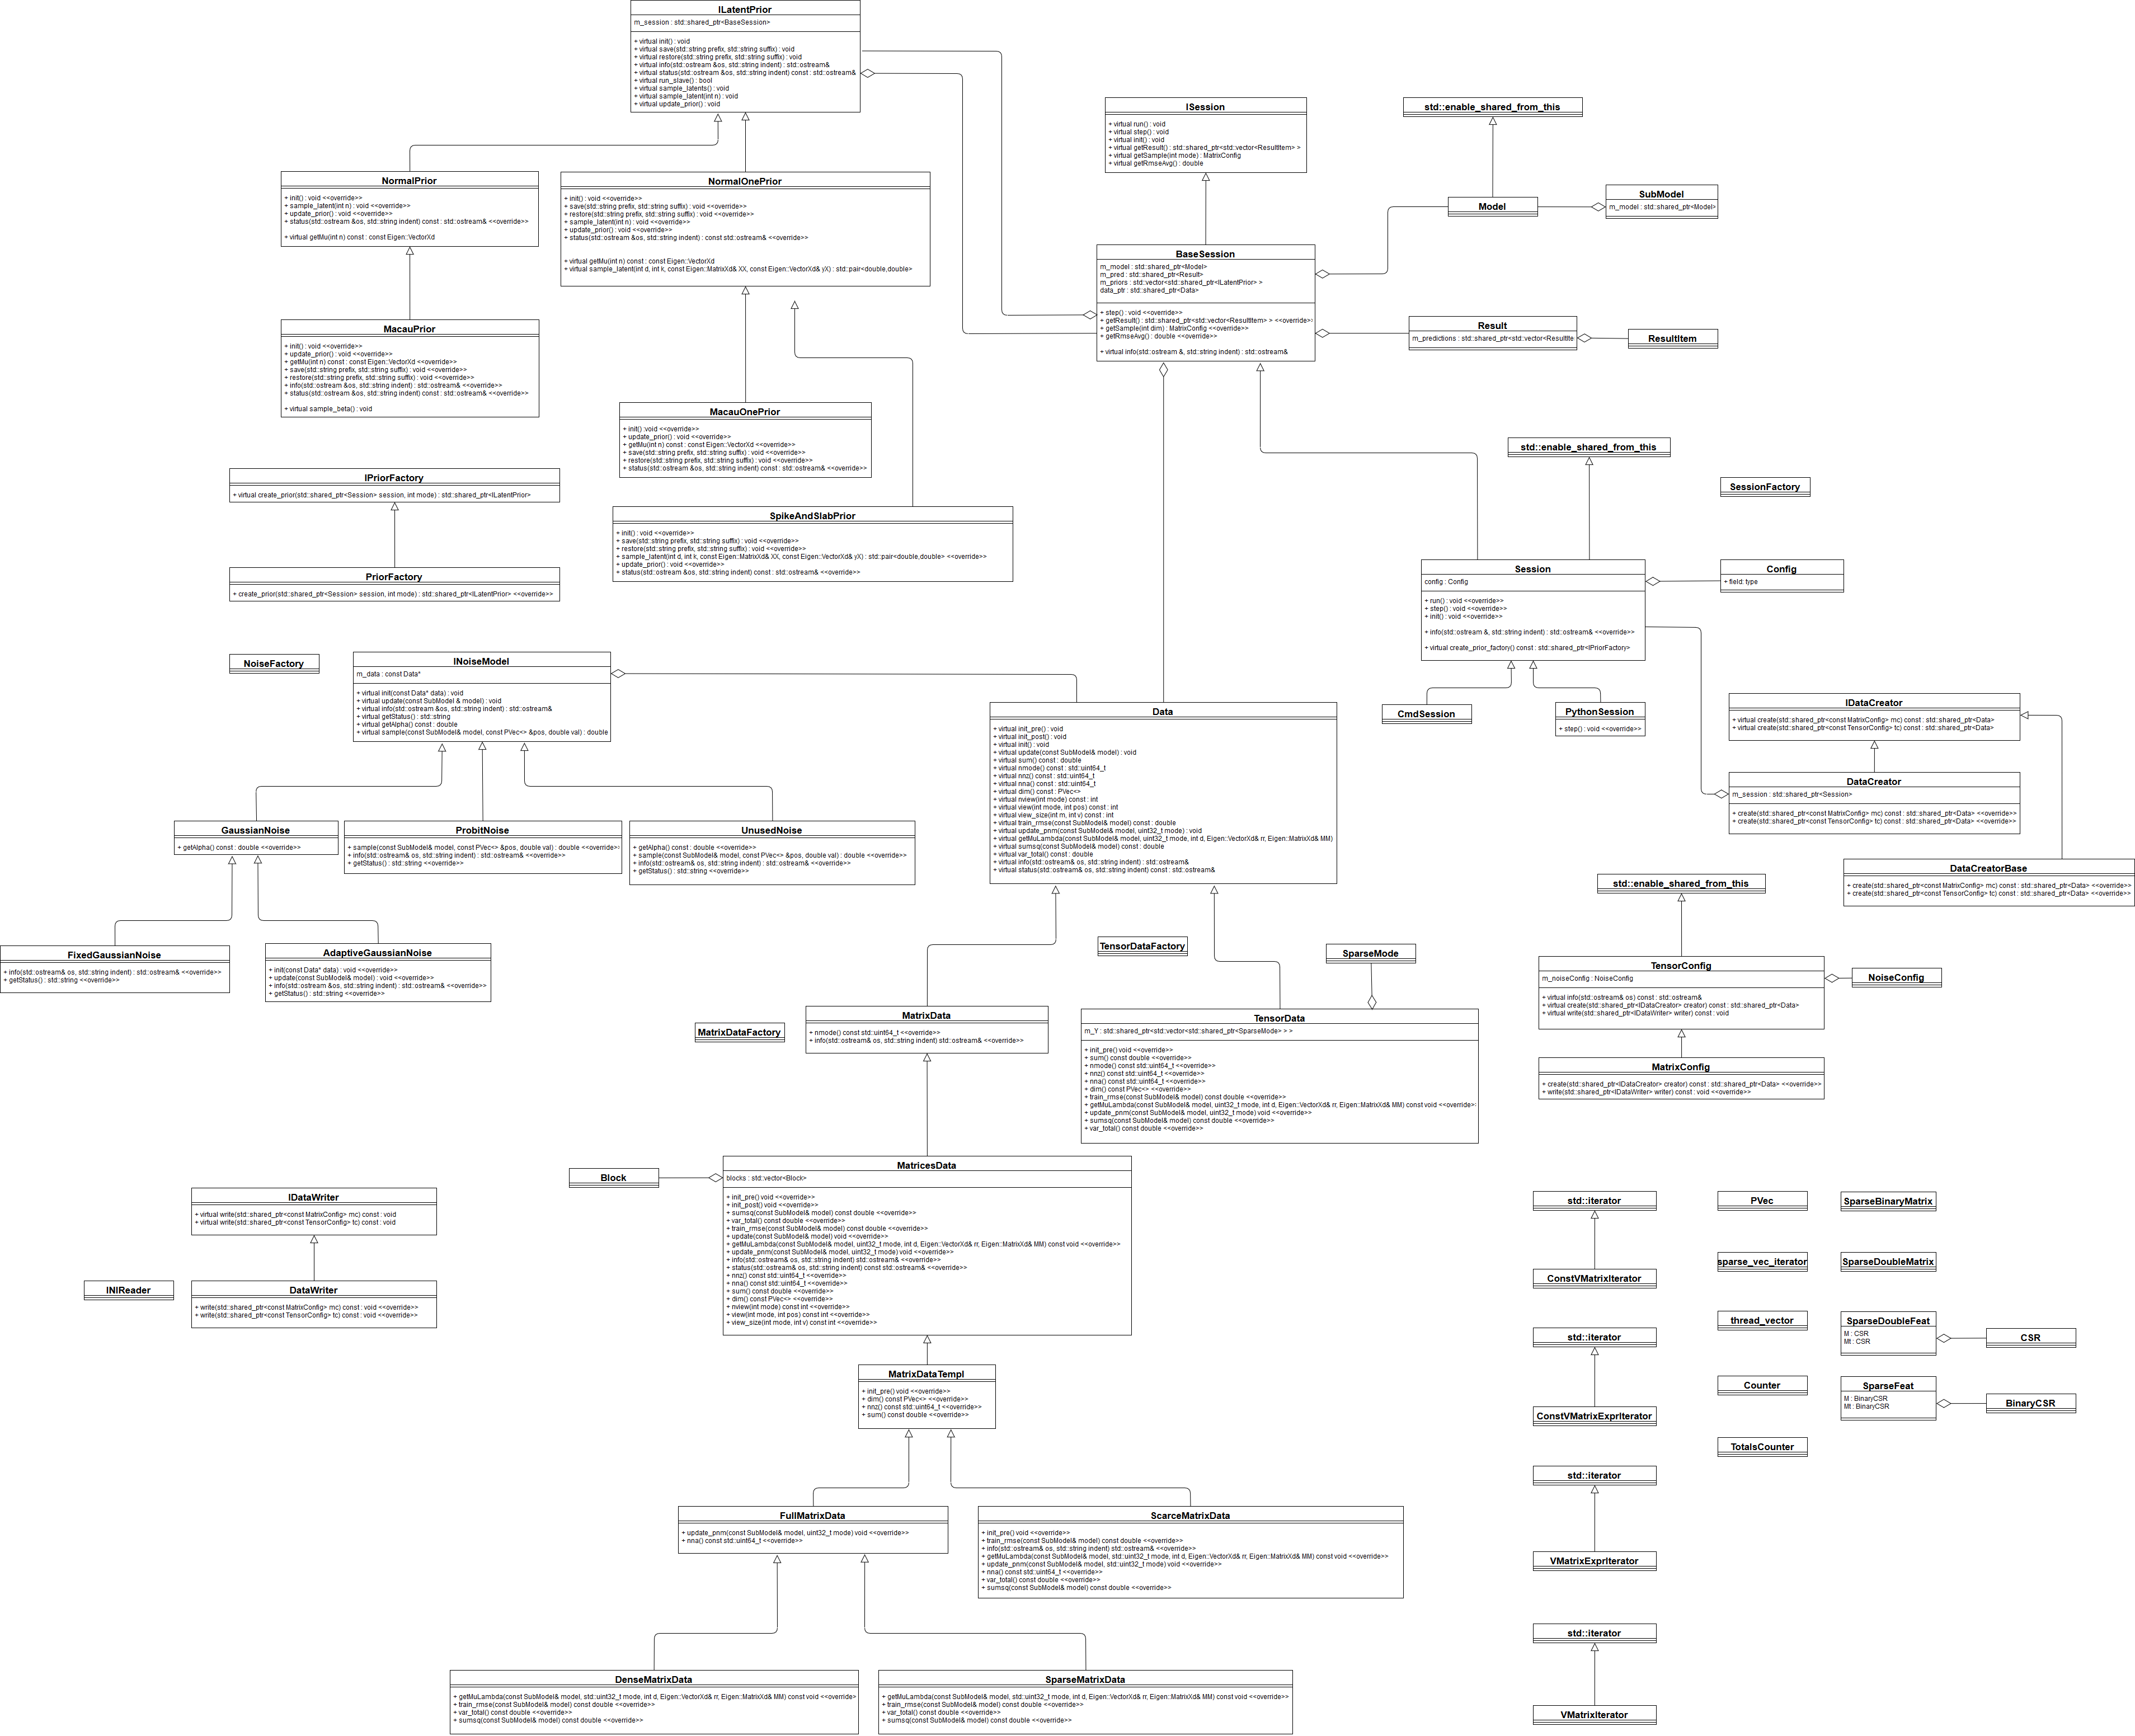 ILatentPrior
m_session : std::shared_ptr<BaseSession>
+ virtual init() : void
+ virtual save(std::string prefix, std::string suffix) : void
+ virtual restore(std::string prefix, std::string suffix) : void
+ virtual info(std::ostream &os, std::string indent) : std::ostream&
+ virtual status(std::ostream &os, std::string indent) const : std::ostream&
+ virtual run_slave() : bool
+ virtual sample_latents() : void
+ virtual sample_latent(int n) : void
+ virtual update_prior() : void
ISession
+ virtual run() : void
+ virtual step() : void
+ virtual init() : void
+ virtual getResult() : std::shared_ptr<std::vector<ResultItem> >
+ virtual getSample(int mode) : MatrixConfig
+ virtual getRmseAvg() : double
std::enable_shared_from_this
Model
SubModel
m_model : std::shared_ptr<Model>
NormalPrior
+ init() : void <<override>>
+ sample_latent(int n) : void <<override>>
+ update_prior() : void <<override>>
+ status(std::ostream &os, std::string indent) const : std::ostream& <<override>>
+ virtual getMu(int n) const : const Eigen::VectorXd
NormalOnePrior
+ init() : void <<override>>
+ save(std::string prefix, std::string suffix) : void <<override>>
+ restore(std::string prefix, std::string suffix) : void <<override>>
+ sample_latent(int n) : void <<override>>
+ update_prior() : void <<override>>
+ status(std::ostream &os, std::string indent) : const std::ostream& <<override>>
+ virtual getMu(int n) const : const Eigen::VectorXd
+ virtual sample_latent(int d, int k, const Eigen::MatrixXd& XX, const Eigen::VectorXd& yX) : std::pair<double,double>
BaseSession
m_model : std::shared_ptr<Model>
m_pred : std::shared_ptr<Result>
m_priors : std::vector<std::shared_ptr<ILatentPrior> >
data_ptr : std::shared_ptr<Data>
+ step() : void <<override>>
+ getResult() : std::shared_ptr<std::vector<ResultItem> > <<override>
+ getSample(int dim) : MatrixConfig <<override>>
+ getRmseAvg() : double <<override>>
+ virtual info(std::ostream &, std::string indent) : std::ostream&
Result
m_predictions : std::shared_ptr<std::vector<ResultIte
ResultItem
MacauPrior
+ init() : void <<override>>
+ update_prior() : void <<override>>
+ getMu(int n) const : const Eigen::VectorXd <<override>>
+ save(std::string prefix, std::string suffix) : void <<override>>
+ restore(std::string prefix, std::string suffix) : void <<override>>
+ info(std::ostream &os, std::string indent) : std::ostream& <<override>>
+ status(std::ostream &os, std::string indent) const : std::ostream& <<override>>
+ virtual sample_beta() : void
MacauOnePrior
+ init() :void <<override>>
+ update_prior() : void <<override>>
+ getMu(int n) const : const Eigen::VectorXd <<override>>
+ save(std::string prefix, std::string suffix) : void <<override>>
+ restore(std::string prefix, std::string suffix) : void <<override>>
+ status(std::ostream &os, std::string indent) const : std::ostream& <<override>>
std::enable_shared_from_this
SessionFactory
IPriorFactory
+ virtual create_prior(std::shared_ptr<Session> session, int mode) : std::shared_ptr<ILatentPrior>
SpikeAndSlabPrior
+ init() : void <<override>>
+ save(std::string prefix, std::string suffix) : void <<override>>
+ restore(std::string prefix, std::string suffix) : void <<override>>
+ sample_latent(int d, int k, const Eigen::MatrixXd& XX, const Eigen::VectorXd& yX) : std::pair<double,double> <<override>>
+ update_prior() : void <<override>>
+ status(std::ostream &os, std::string indent) const : std::ostream& <<override>>
PriorFactory
+ create_prior(std::shared_ptr<Session> session, int mode) : std::shared_ptr<ILatentPrior> <<override>>
Session
config : Config
+ run() : void <<override>>
+ step() : void <<override>>
+ init() : void <<override>>
+ info(std::ostream &, std::string indent) : std::ostream& <<override>>
+ virtual create_prior_factory() const : std::shared_ptr<IPriorFactory>
Config
+ field: type
NoiseFactory
INoiseModel
m_data : const Data*
+ virtual init(const Data* data) : void
+ virtual update(const SubModel & model) : void
+ virtual info(std::ostream &os, std::string indent) : std::ostream&
+ virtual getStatus() : std::string
+ virtual getAlpha() const : double
+ virtual sample(const SubModel& model, const PVec<> &pos, double val) : double
CmdSession
PythonSession
+ step() : void <<override>>
IDataCreator
+ virtual create(std::shared_ptr<const MatrixConfig> mc) const : std::shared_ptr<Data>
+ virtual create(std::shared_ptr<const TensorConfig> tc) const : std::shared_ptr<Data>
Data
+ virtual init_pre() : void
+ virtual init_post() : void
+ virtual init() : void
+ virtual update(const SubModel& model) : void
+ virtual sum() const : double
+ virtual nmode() const : std::uint64_t
+ virtual nnz() const : std::uint64_t
+ virtual nna() const : std::uint64_t
+ virtual dim() const : PVec<>
+ virtual nview(int mode) const : int
+ virtual view(int mode, int pos) const : int
+ virtual view_size(int m, int v) const : int
+ virtual train_rmse(const SubModel& model) const : double
+ virtual update_pnm(const SubModel& model, uint32_t mode) : void
+ virtual getMuLambda(const SubModel& model, uint32_t mode, int d, Eigen::VectorXd& rr, Eigen::MatrixXd& MM)
+ virtual sumsq(const SubModel& model) const : double
+ virtual var_total() const : double
+ virtual info(std::ostream& os, std::string indent) : std::ostream&
+ virtual status(std::ostream& os, std::string indent) const : std::ostream&
DataCreator
m_session : std::shared_ptr<Session>
+ create(std::shared_ptr<const MatrixConfig> mc) const : std::shared_ptr<Data> <<override>>
+ create(std::shared_ptr<const TensorConfig> tc) const : std::shared_ptr<Data> <<override>>
GaussianNoise
+ getAlpha() const : double <<override>>
ProbitNoise
+ sample(const SubModel& model, const PVec<> &pos, double val) : double <<override>>
+ info(std::ostream& os, std::string indent) : std::ostream& <<override>>
+ getStatus() : std::string <<override>>
UnusedNoise
+ getAlpha() const : double <<override>>
+ sample(const SubModel& model, const PVec<> &pos, double val) : double <<override>>
+ info(std::ostream& os, std::string indent) : std::ostream& <<override>>
+ getStatus() : std::string <<override>>
DataCreatorBase
+ create(std::shared_ptr<const MatrixConfig> mc) const : std::shared_ptr<Data> <<override>>
+ create(std::shared_ptr<const TensorConfig> tc) const : std::shared_ptr<Data> <<override>>
std::enable_shared_from_this
FixedGaussianNoise
+ info(std::ostream& os, std::string indent) : std::ostream& <<override>>
+ getStatus() : std::string <<override>>
AdaptiveGaussianNoise
+ init(const Data* data) : void <<override>>
+ update(const SubModel& model) : void <<override>>
+ info(std::ostream& os, std::string indent) : std::ostream& <<override>>
+ getStatus() : std::string <<override>>
TensorDataFactory
SparseMode
TensorConfig
m_noiseConfig : NoiseConfig
+ virtual info(std::ostream& os) const : std::ostream&
+ virtual create(std::shared_ptr<IDataCreator> creator) const : std::shared_ptr<Data>
+ virtual write(std::shared_ptr<IDataWriter> writer) const : void
NoiseConfig
MatrixDataFactory
MatrixData
+ nmode() const std::uint64_t <<override>>
+ info(std::ostream& os, std::string indent) std::ostream& <<override>>
TensorData
m_Y : std::shared_ptr<std::vector<std::shared_ptr<SparseMode> > >
+ init_pre() void <<override>>
+ sum() const double <<override>>
+ nmode() const std::uint64_t <<override>>
+ nnz() const std::uint64_t <<override>>
+ nna() const std::uint64_t <<override>>
+ dim() const PVec<> <<override>>
+ train_rmse(const SubModel& model) const double <<override>>
+ getMuLambda(const SubModel& model, uint32_t mode, int d, Eigen::VectorXd& rr, Eigen::MatrixXd& MM) const void <<override>>
+ update_pnm(const SubModel& model, uint32_t mode) void <<override>>
+ sumsq(const SubModel& model) const double <<override>>
+ var_total() const double <<override>>
MatrixConfig
+ create(std::shared_ptr<IDataCreator> creator) const : std::shared_ptr<Data> <<override>>
+ write(std::shared_ptr<IDataWriter> writer) const : void <<override>>
Block
MatricesData
blocks : std::vector<Block>
+ init_pre() void <<override>>
+ init_post() void <<override>>
+ sumsq(const SubModel& model) const double <<override>>
+ var_total() const double <<override>>
+ train_rmse(const SubModel& model) const double <<override>>
+ update(const SubModel& model) void <<override>>
+ getMuLambda(const SubModel& model, uint32_t mode, int d, Eigen::VectorXd& rr, Eigen::MatrixXd& MM) const void <<override>>
+ update_pnm(const SubModel& model, uint32_t mode) void <<override>>
+ info(std::ostream& os, std::string indent) std::ostream& <<override>>
+ status(std::ostream& os, std::string indent) const std::ostream& <<override>>
+ nnz() const std::uint64_t <<override>>
+ nna() const std::uint64_t <<override>>
+ sum() const double <<override>>
+ dim() const PVec<> <<override>>
+ nview(int mode) const int <<override>>
+ view(int mode, int pos) const int <<override>>
+ view_size(int mode, int v) const int <<override>>
IDataWriter
+ virtual write(std::shared_ptr<const MatrixConfig> mc) const : void
+ virtual write(std::shared_ptr<const TensorConfig> tc) const : void
INIReader
DataWriter
+ write(std::shared_ptr<const MatrixConfig> mc) const : void <<override>>
+ write(std::shared_ptr<const TensorConfig> tc) const : void <<override>>
std::iterator
PVec
SparseBinaryMatrix
ConstVMatrixIterator
sparse_vec_iterator
SparseDoubleMatrix
std::iterator
thread_vector
SparseDoubleFeat
M : CSR
Mt : CSR
CSR
MatrixDataTempl
+ init_pre() void <<override>>
+ dim() const PVec<> <<override>>
+ nnz() const std::uint64_t <<override>>
+ sum() const double <<override>>
ConstVMatrixExprIterator
Counter
SparseFeat
M : BinaryCSR
Mt : BinaryCSR
BinaryCSR
TotalsCounter
std::iterator
VMatrixExprIterator
FullMatrixData
+ update_pnm(const SubModel& model, uint32_t mode) void <<override>>
+ nna() const std::uint64_t <<override>>
ScarceMatrixData
+ init_pre() void <<override>>
+ train_rmse(const SubModel& model) const double <<override>>
+ info(std::ostream& os, std::string indent) std::ostream& <<override>>
+ getMuLambda(const SubModel& model, std::uint32_t mode, int d, Eigen::VectorXd& rr, Eigen::MatrixXd& MM) const void <<override>>
+ update_pnm(const SubModel& model, std::uint32_t mode) void <<override>>
+ nna() const std::uint64_t <<override>>
+ var_total() const double <<override>>
+ sumsq(const SubModel& model) const double <<override>>
std::iterator
VMatrixIterator
DenseMatrixData
+ getMuLambda(const SubModel& model, std::uint32_t mode, int d, Eigen::VectorXd& rr, Eigen::MatrixXd& MM) const void <<override>
+ train_rmse(const SubModel& model) const double <<override>>
+ var_total() const double <<override>>
+ sumsq(const SubModel& model) const double <<override>>
SparseMatrixData
+ getMuLambda(const SubModel& model, std::uint32_t mode, int d, Eigen::VectorXd& rr, Eigen::MatrixXd& MM) const void <<override>>
+ train_rmse(const SubModel& model) const double <<override>>
+ var_total() const double <<override>>
+ sumsq(const SubModel& model) const double <<override>>